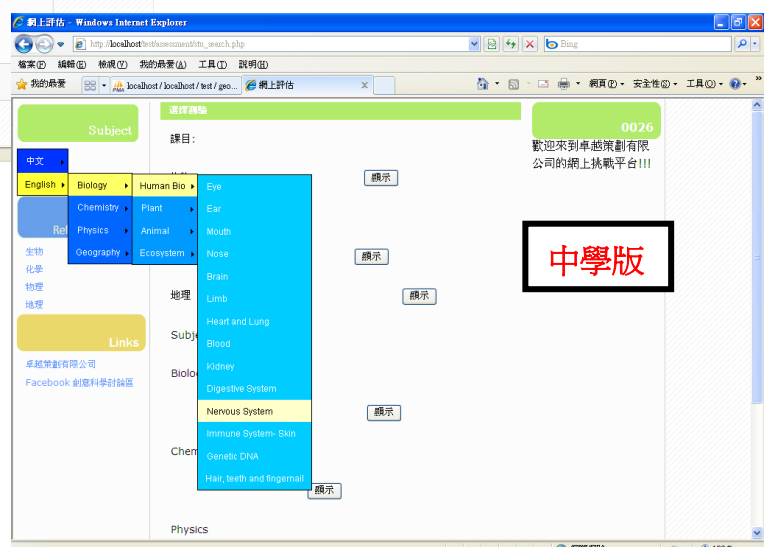 網上評估 - Windows Internet Explorer
http://localhost/test/assessment/stu_search.php
Bing
檔案(F) 編輯(E) 檢視(V) 我的最愛(A) 工具(T) 說明(H)
我的最愛
localhost / localhost / test / geo...
網上評估
網頁(P)
安全性(S)
工具(O)
Subject
選擇測驗
0026
課目:
歡迎來到卓越策劃有限
公司的網上挑戰平台!!!
中文
English
Biology
Chemistry
Physics
Geography
Human Bio
Plant
Animal
Ecosystem
Eye
Ear
Mouth
Nose
Brain
Limb
Heart and Lung
Blood
Kidney
Digestive System
Nervous System
Immune System- Skin
Genetic DNA
Hair, teeth and fingernail
顯示
顯示
中學版
生物
化學
物理
地理
地理
顯示
Links
卓越策劃有限公司
Facebook 創意科學討論區
顯示
顯示
Physics